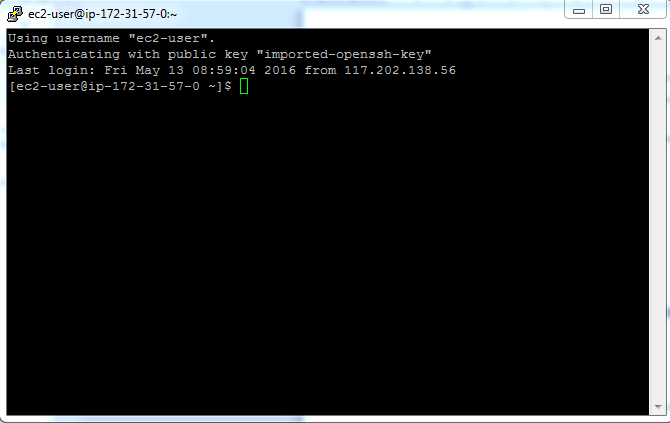 ec2-user@ip-172-31-57-0:~
Using username "ec2-user".
Authenticating with public key "imported-openssh-key"
Last login: Fri May 13 08:59:04 2016 from 117.202.138.56
[ec2-user@ip-172-31-57-0 ~]$